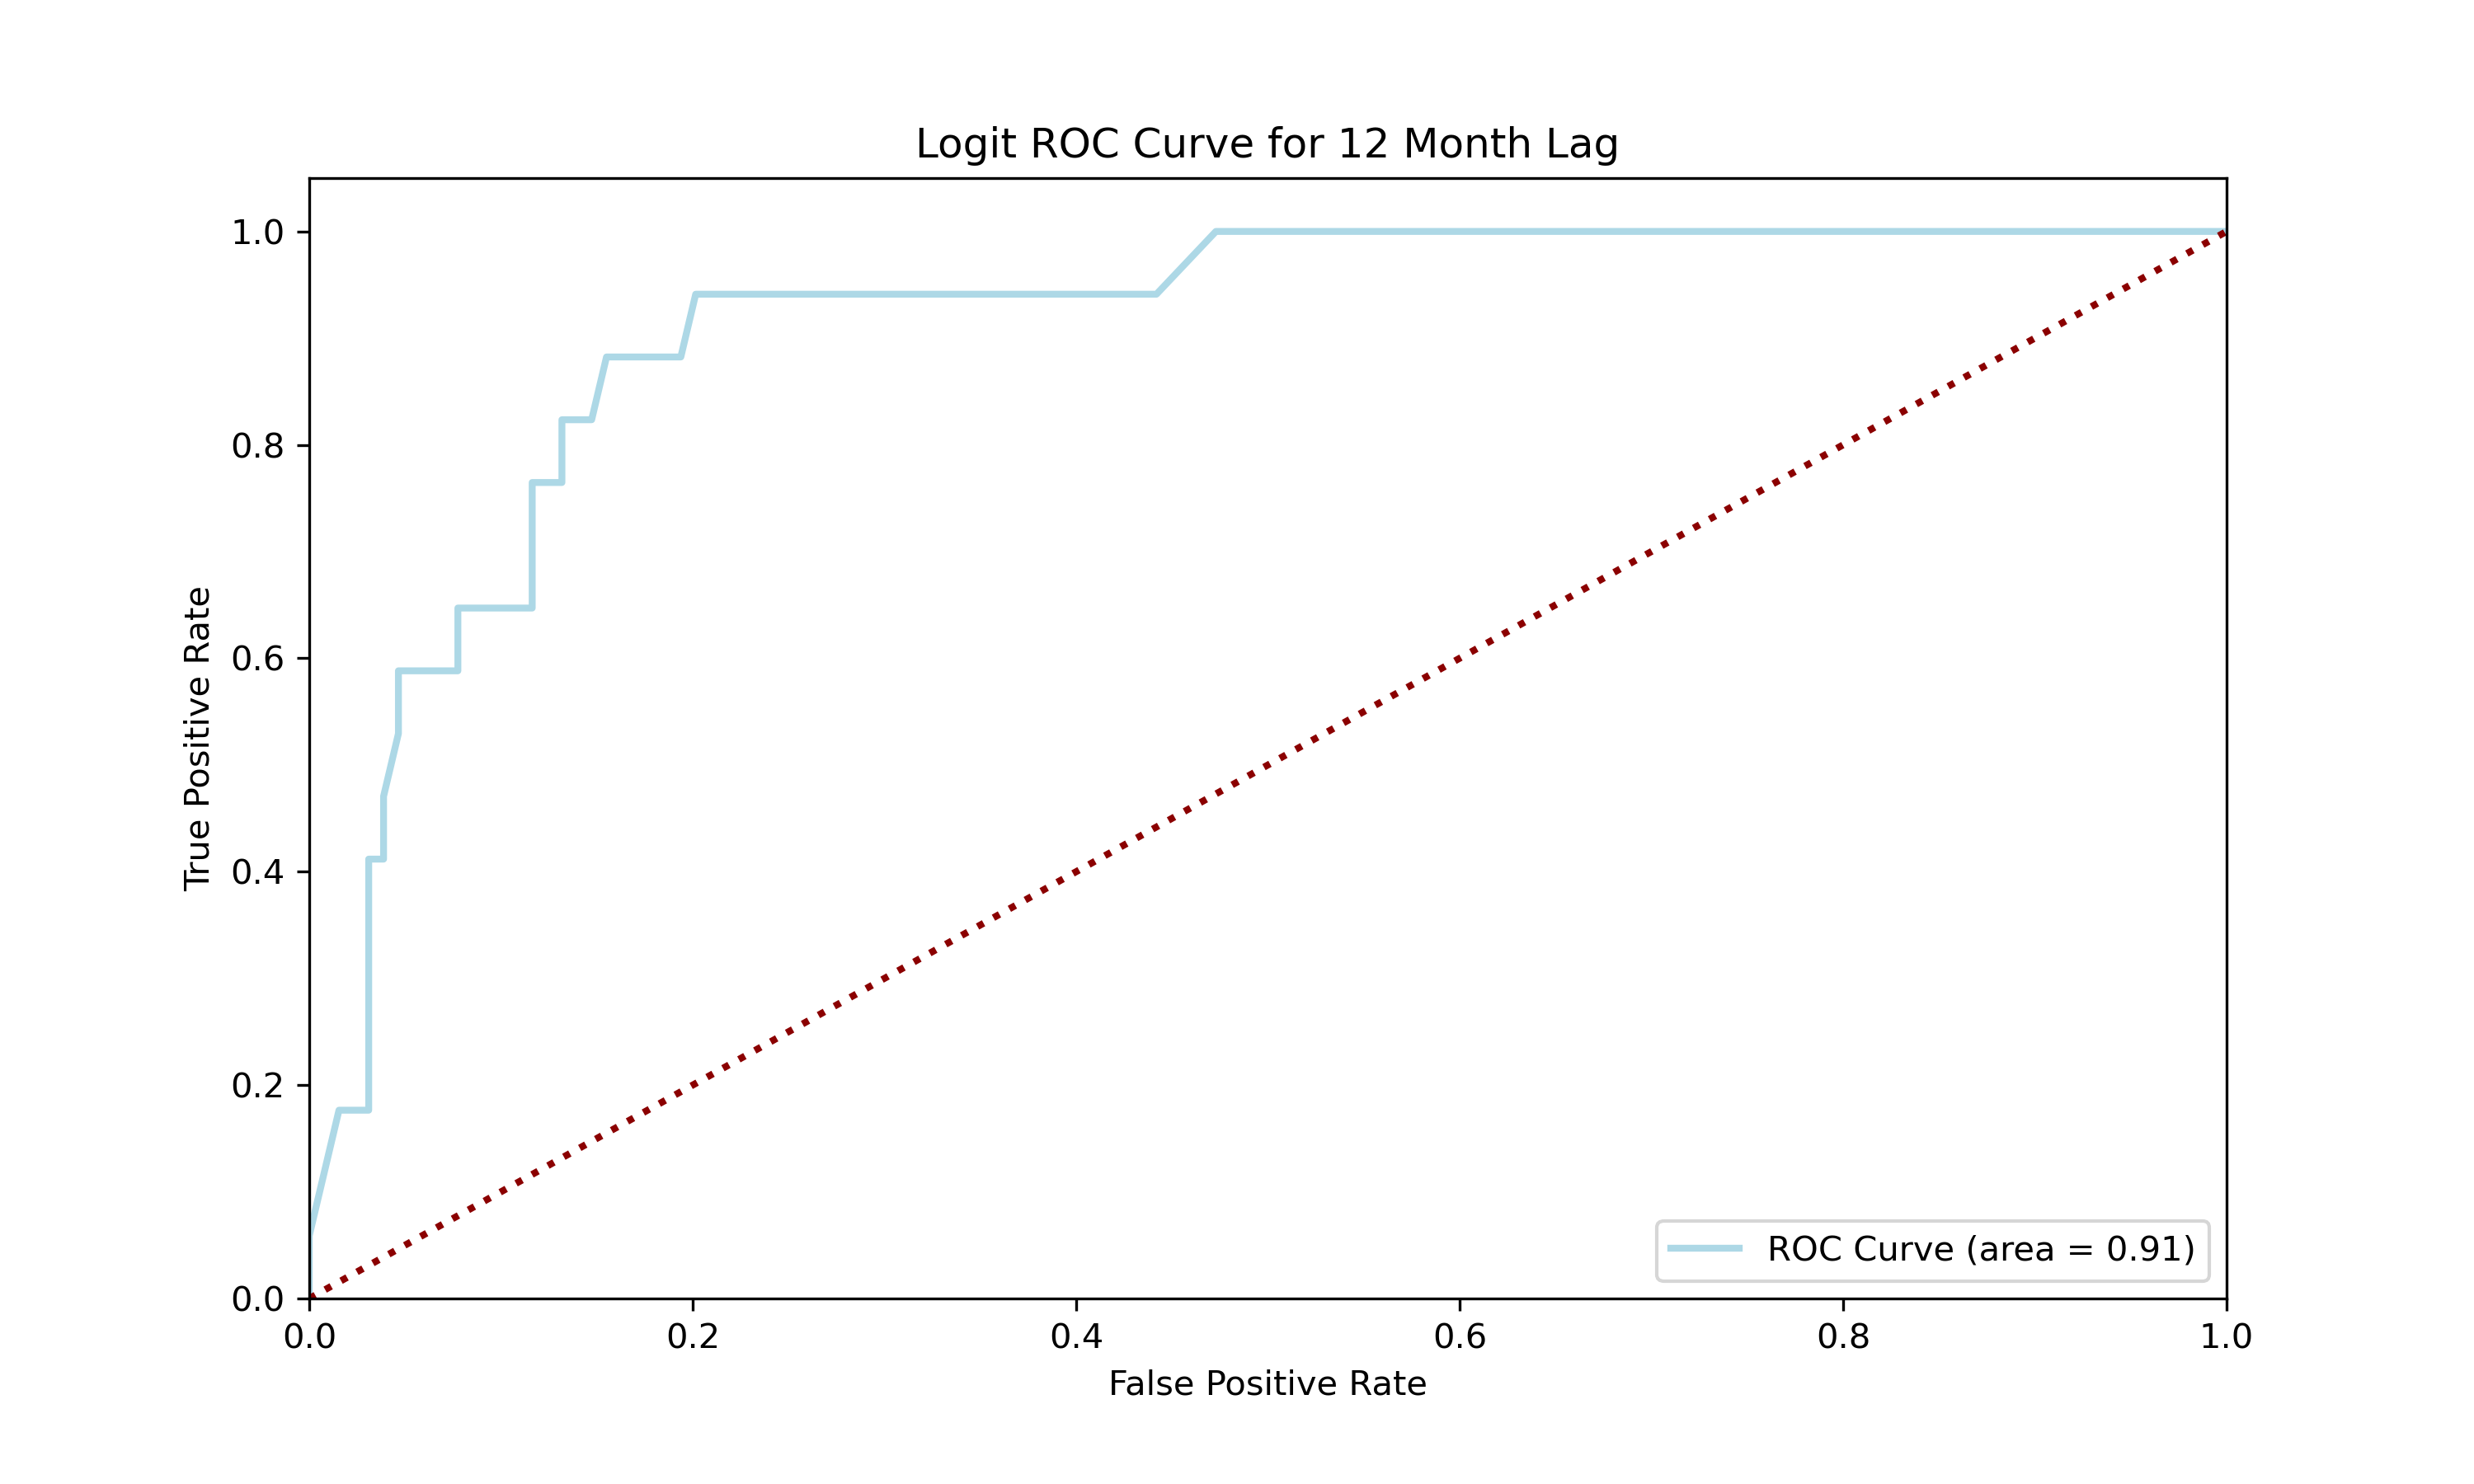 Logit ROC Curve for 12 Month Lag
1.0
0.8
0.6
0.4
0.2
0.0
True Positive Rate
ROC Curve (area = 0.91)
0.0 0.2 0.4 0.6 0.8 1.0
False Positive Rate